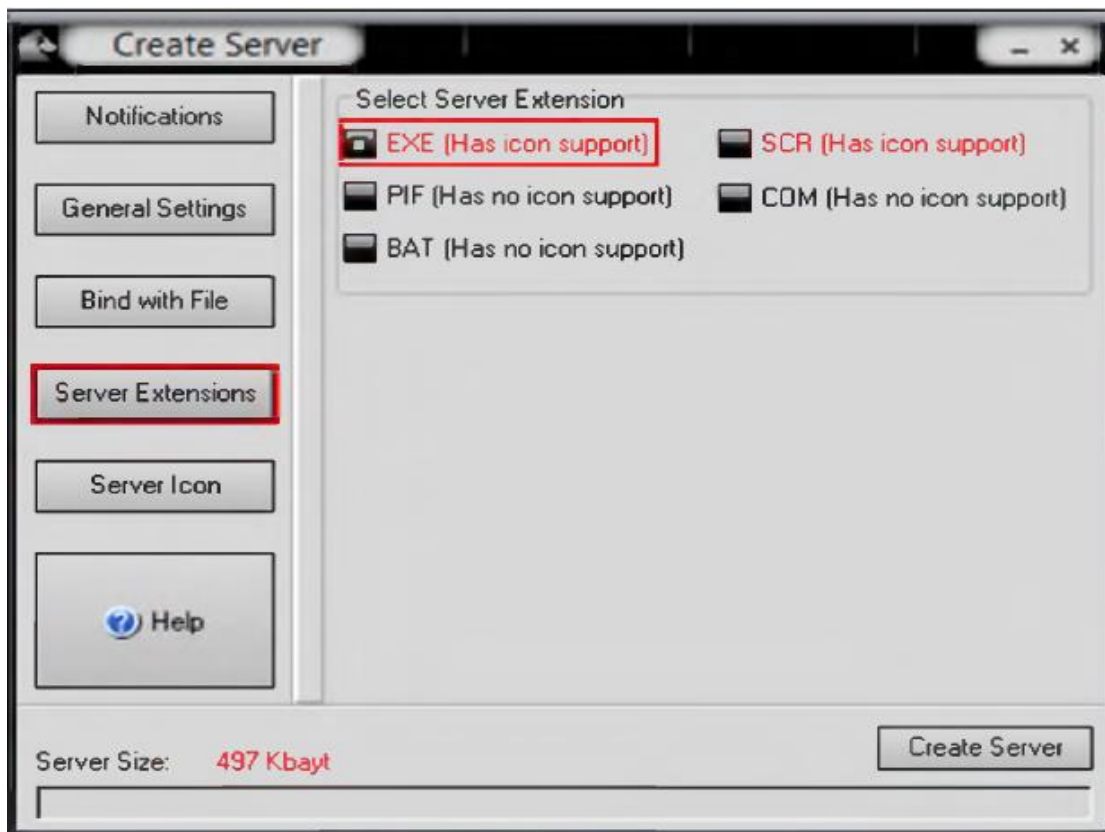 Create Server
Notifications
General Settings
Bind with File
Server Extensions
Server Icon
Help
Select Server Extension
EXE (Has icon support)
SCR (Has icon support)
PIF (Has no icon support)
COM (Has no icon support)
BAT (Has no icon support)
Server Size: 497 Kbayt
Create Server